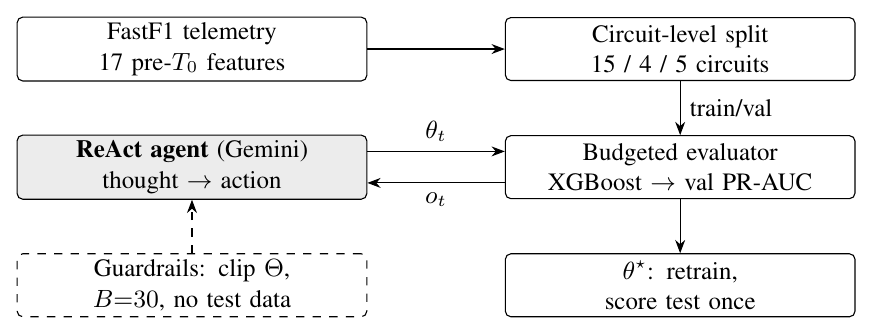 FastF1 telemetry
17 pre-T₀ features
Circuit-level split
15 / 4 / 5 circuits
train/val
ReAct agent (Gemini)
thought → action
θₜ
oₜ
Budgeted evaluator
XGBoost → val PR-AUC
Guardrails: clip Θ,
B=30, no test data
θ⋆: retrain,
score test once